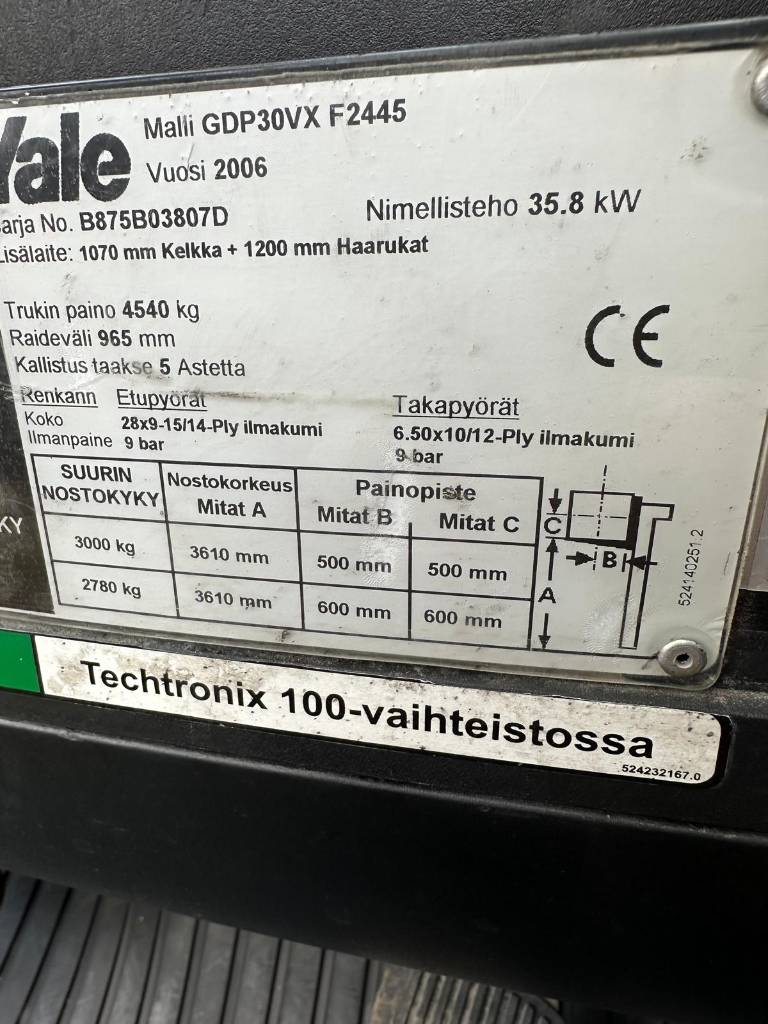 Yale
Malli GDP30VX F2445
Vuosi 2006
arja No. B875B03807D
Nimellisteho 35.8 kW
Lisälaite: 1070 mm Kelkka + 1200 mm Haarukat
Trukin paino 4540 kg
Raideväli 965 mm
Kallistus taakse 5 Astetta
CE
Renkann Etupyörät Takapyörät
Koko 28x9-15/14-Ply ilmakumi 6.50x10/12-Ply ilmakumi
Ilmanpaine 9 bar 9 bar
SUURIN NOSTOKYKY
Nostokorkeus Mitat A
Painopiste
Mitat B Mitat C
3000 kg 3610 mm 500 mm 500 mm
2780 kg 3610 mm 600 mm 600 mm
C
B
A
524140251.2
KY
Techtronix 100-vaihteistossa
524232167.0